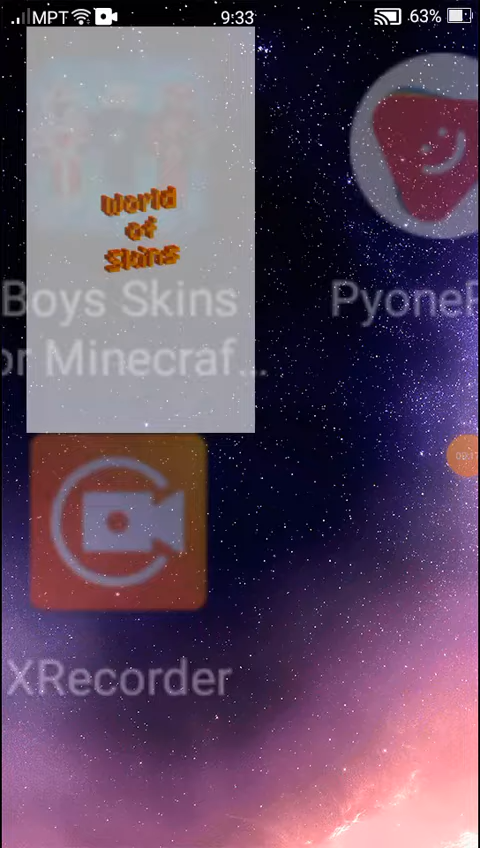 MPT 9:33 63%
World
of
Skins
Boys Skins
or Minecraf...
PyoneP
XRecorder